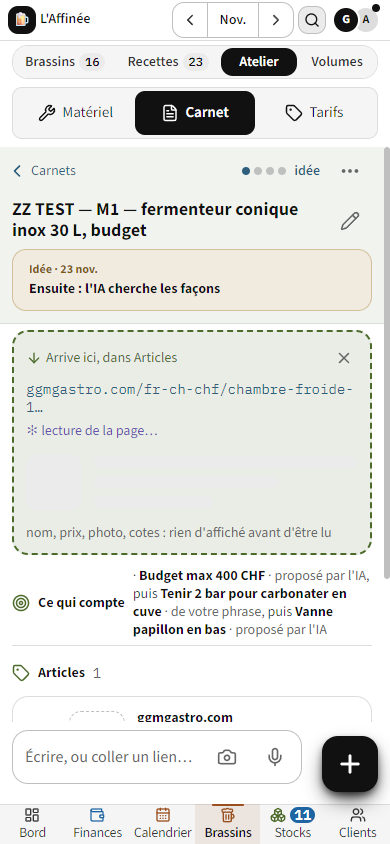 L'Affinée
Nov.
G
A
Brassins 16
Recettes 23
Atelier
Volumes
Matériel
Carnet
Tarifs
Carnets
idée
ZZ TEST — M1 — fermenteur conique
inox 30 L, budget
Idée · 23 nov.
Ensuite : l'IA cherche les façons
Arrive ici, dans Articles
ggmgastro.com/fr-ch-chf/chambre-froide-
1…
lecture de la page…
nom, prix, photo, cotes : rien d'affiché avant d'être lu
Ce qui compte
· Budget max 400 CHF · proposé par l'IA,
puis Tenir 2 bar pour carbonater en
cuve · de votre phrase, puis Vanne
papillon en bas · proposé par l'IA
Articles 1
ggmgastro.com
Écrire, ou coller un lien…
Bord
Finances
Calendrier
Brassins
11
Stocks
Clients